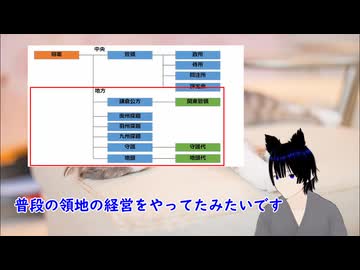 中央
将軍
管領
政所
侍所
問注所
評定衆
地方
鎌倉公方
関東管領
奥州探題
羽州探題
九州探題
守護
守護代
地頭
地頭代
普段の領地の経営をやってたみたいです